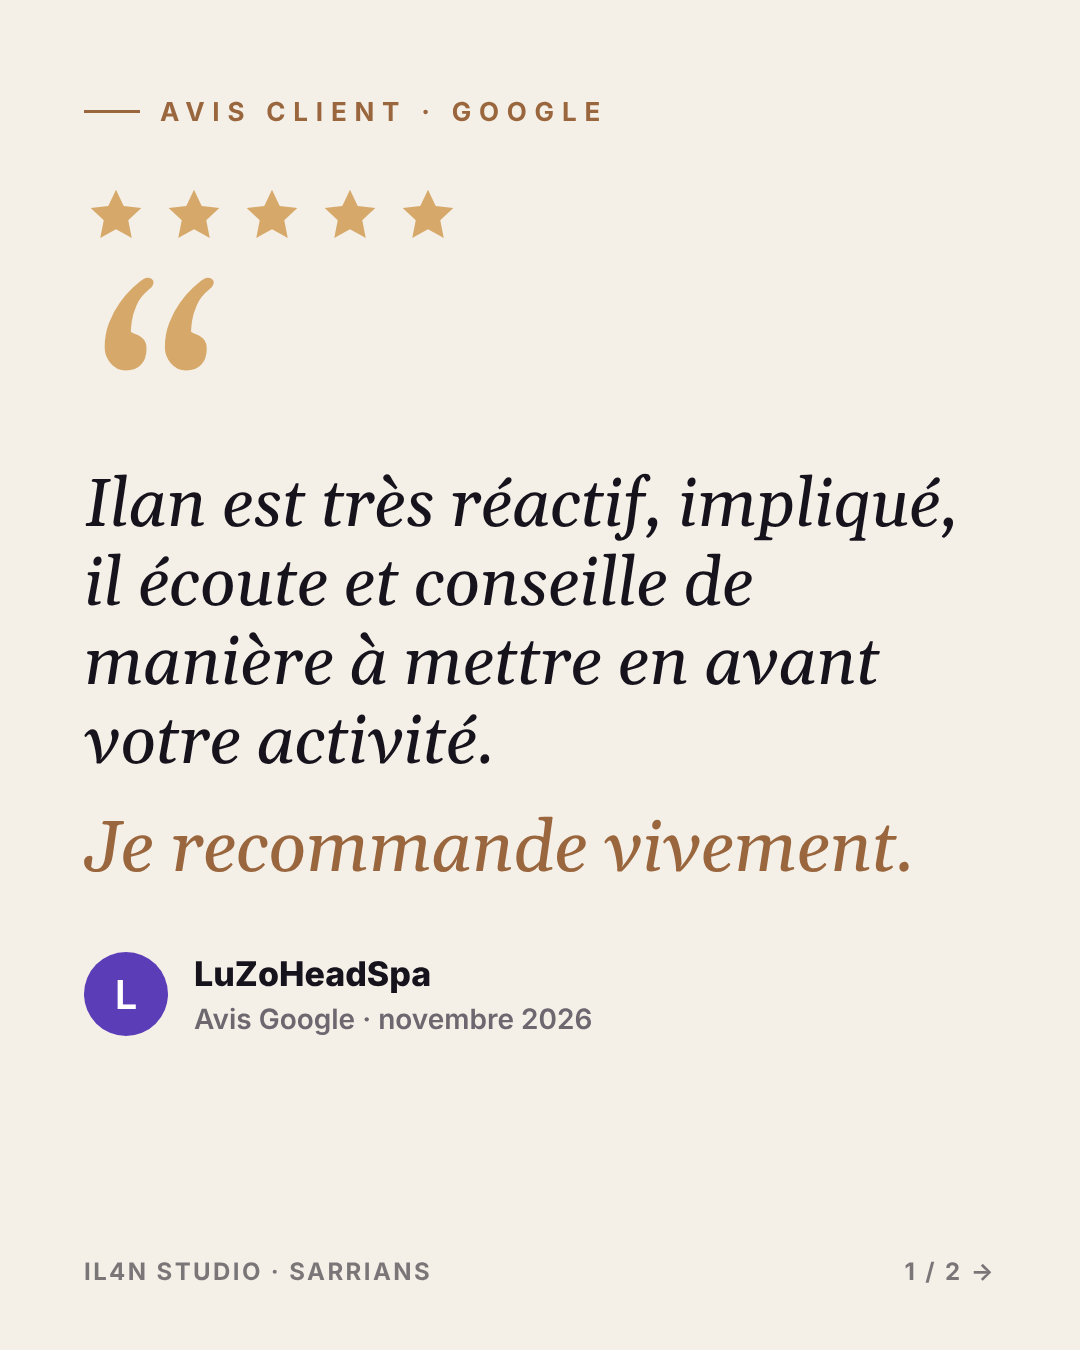 AVIS CLIENT · GOOGLE
“
Ilan est très réactif, impliqué,
il écoute et conseille de
manière à mettre en avant
votre activité.
Je recommande vivement.
L
LuZoHeadSpa
Avis Google · novembre 2026
IL4N STUDIO · SARRIANS
1 / 2 →